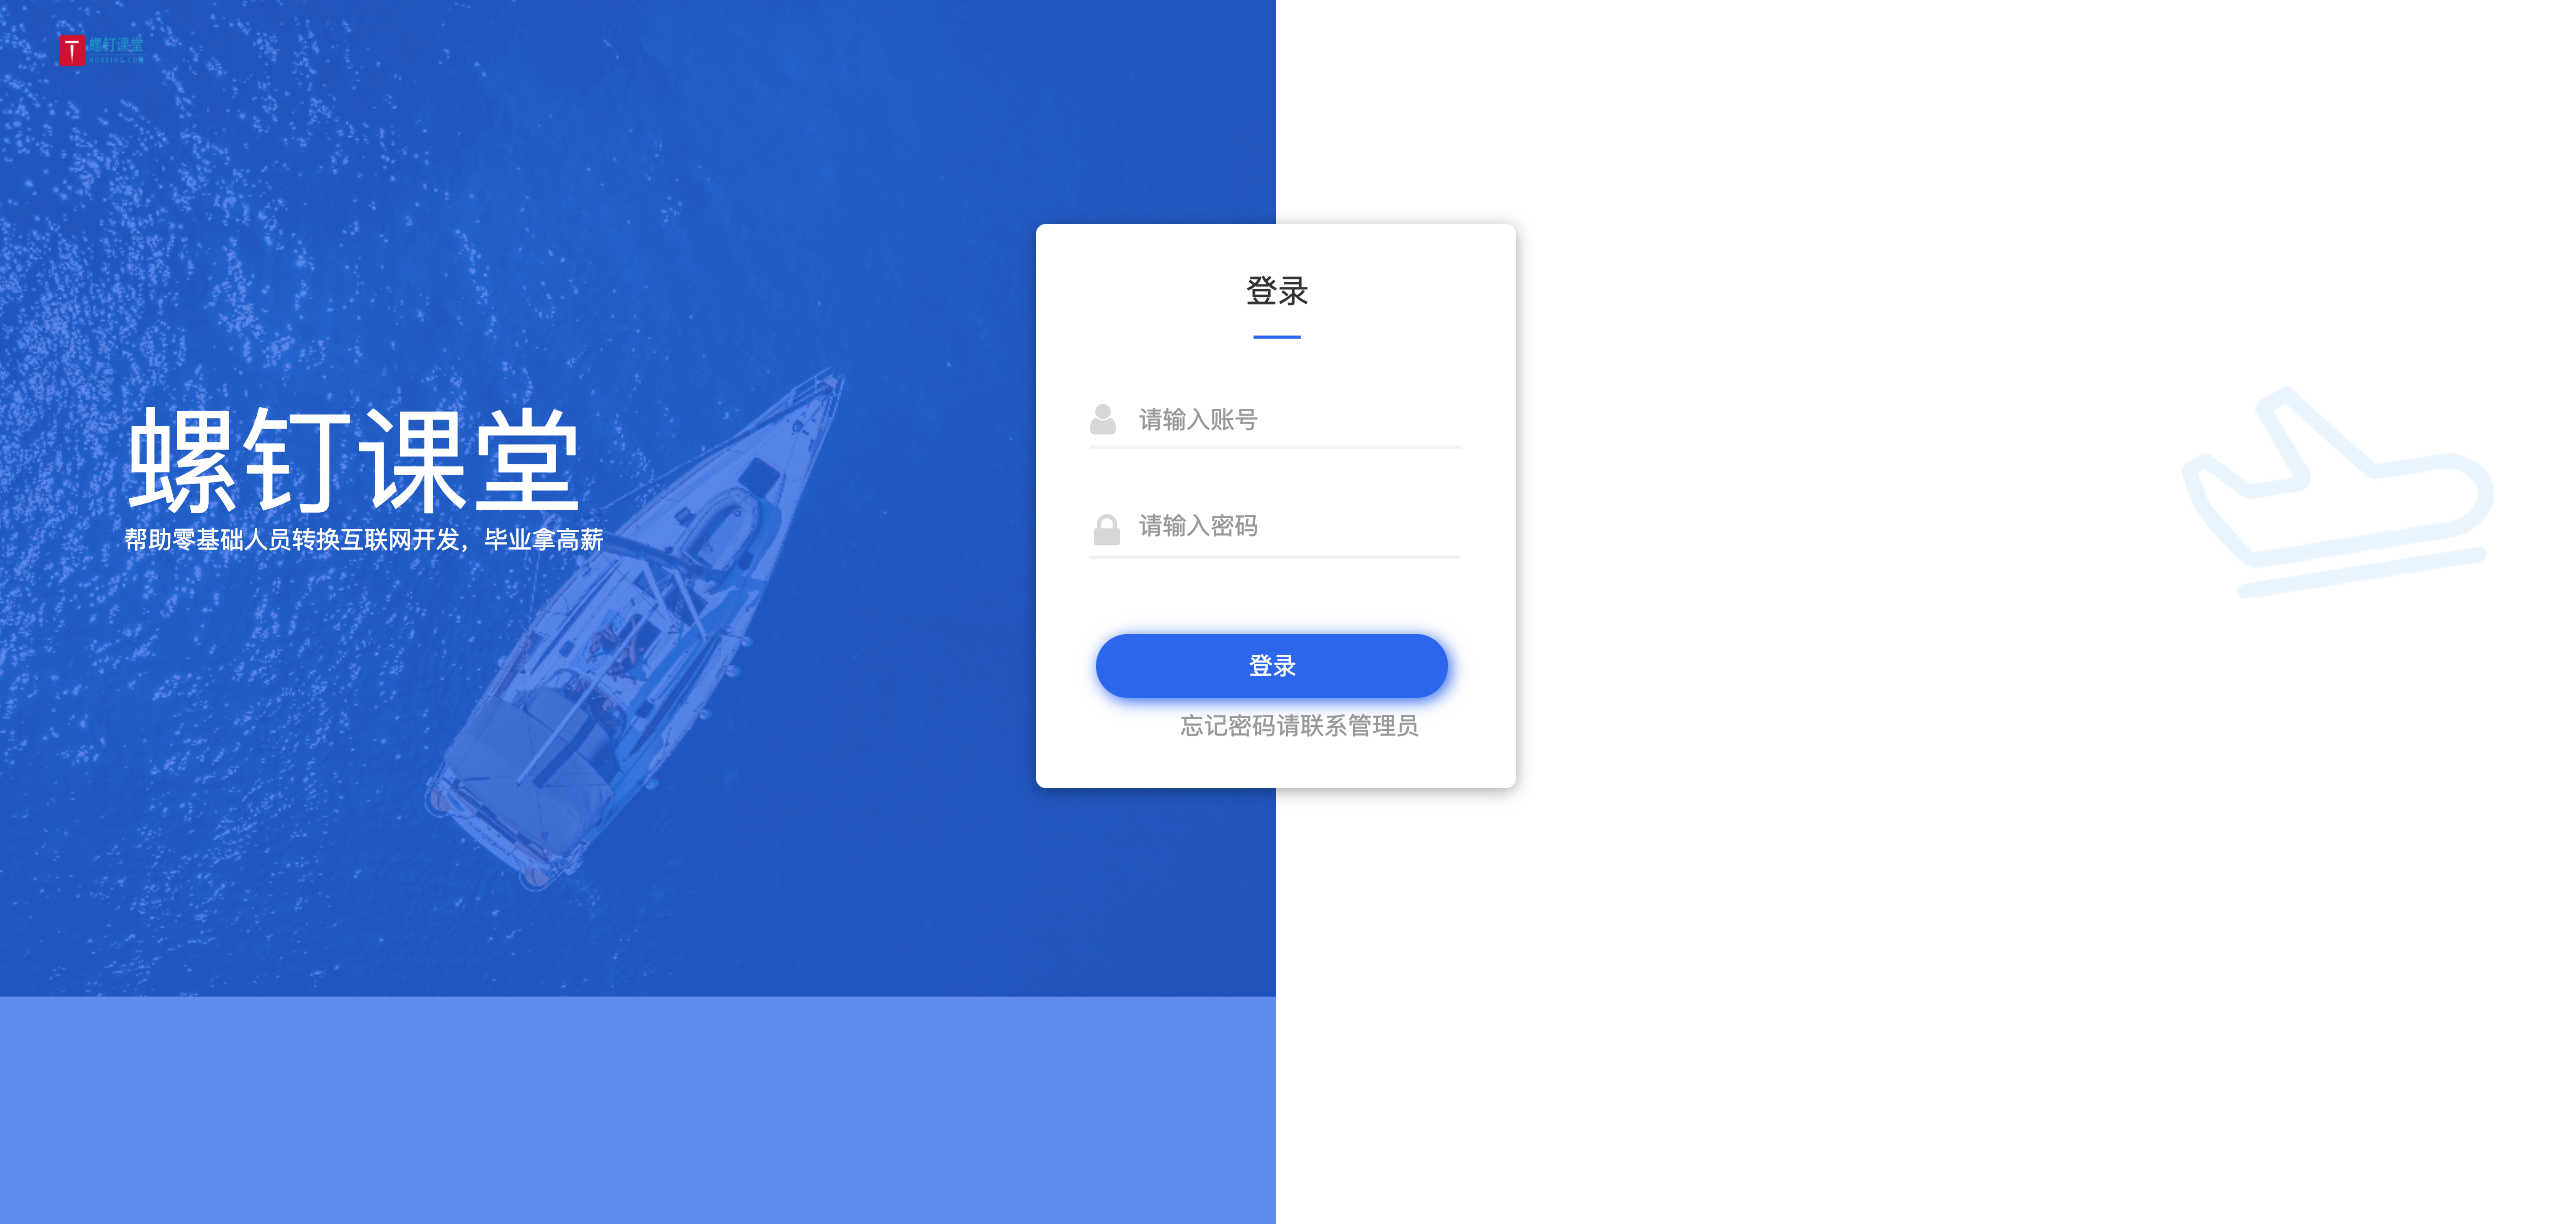 螺钉课堂
螺钉课堂
帮助零基础人员转换互联网开发，毕业拿高薪
登录
请输入账号
请输入密码
登录
忘记密码请联系管理员